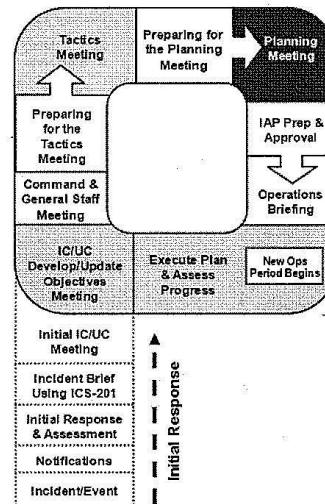 Tactics
Meeting
Preparing for
the Planning
Meeting
Planning
Meeting
Preparing
for the
Tactics
Meeting
IAP Prep &
Approval
Command &
General Staff
Meeting
Operations
Briefing
IC/UC
Develop/Update
Objectives
Meeting
Execute Plan
& Assess
Progress
New Ops
Period Begins
Initial IC/UC
Meeting
Incident Brief
Using ICS-201
Initial Response
& Assessment
Notifications
Incident/Event
Initial Response